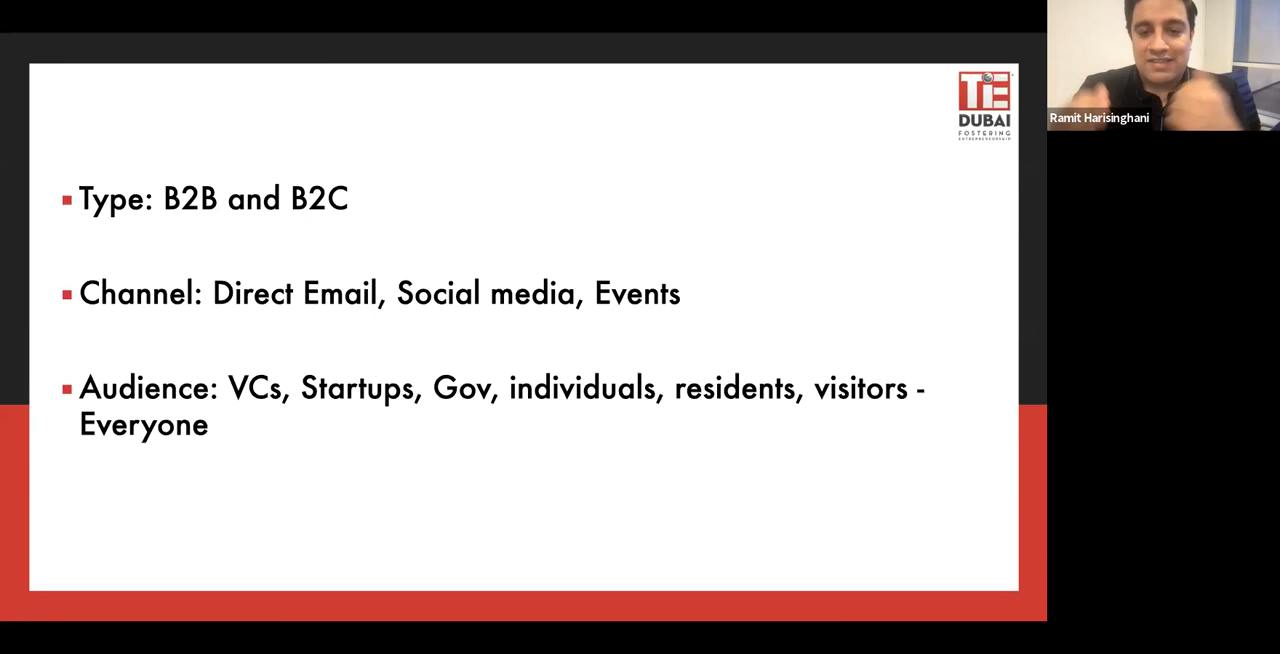 TiE
DUBAI
FOSTERING
ENTREPRENEURSHIP
Ramit Harisinghani
Type: B2B and B2C
Channel: Direct Email, Social media, Events
Audience: VCs, Startups, Gov, individuals, residents, visitors -
Everyone